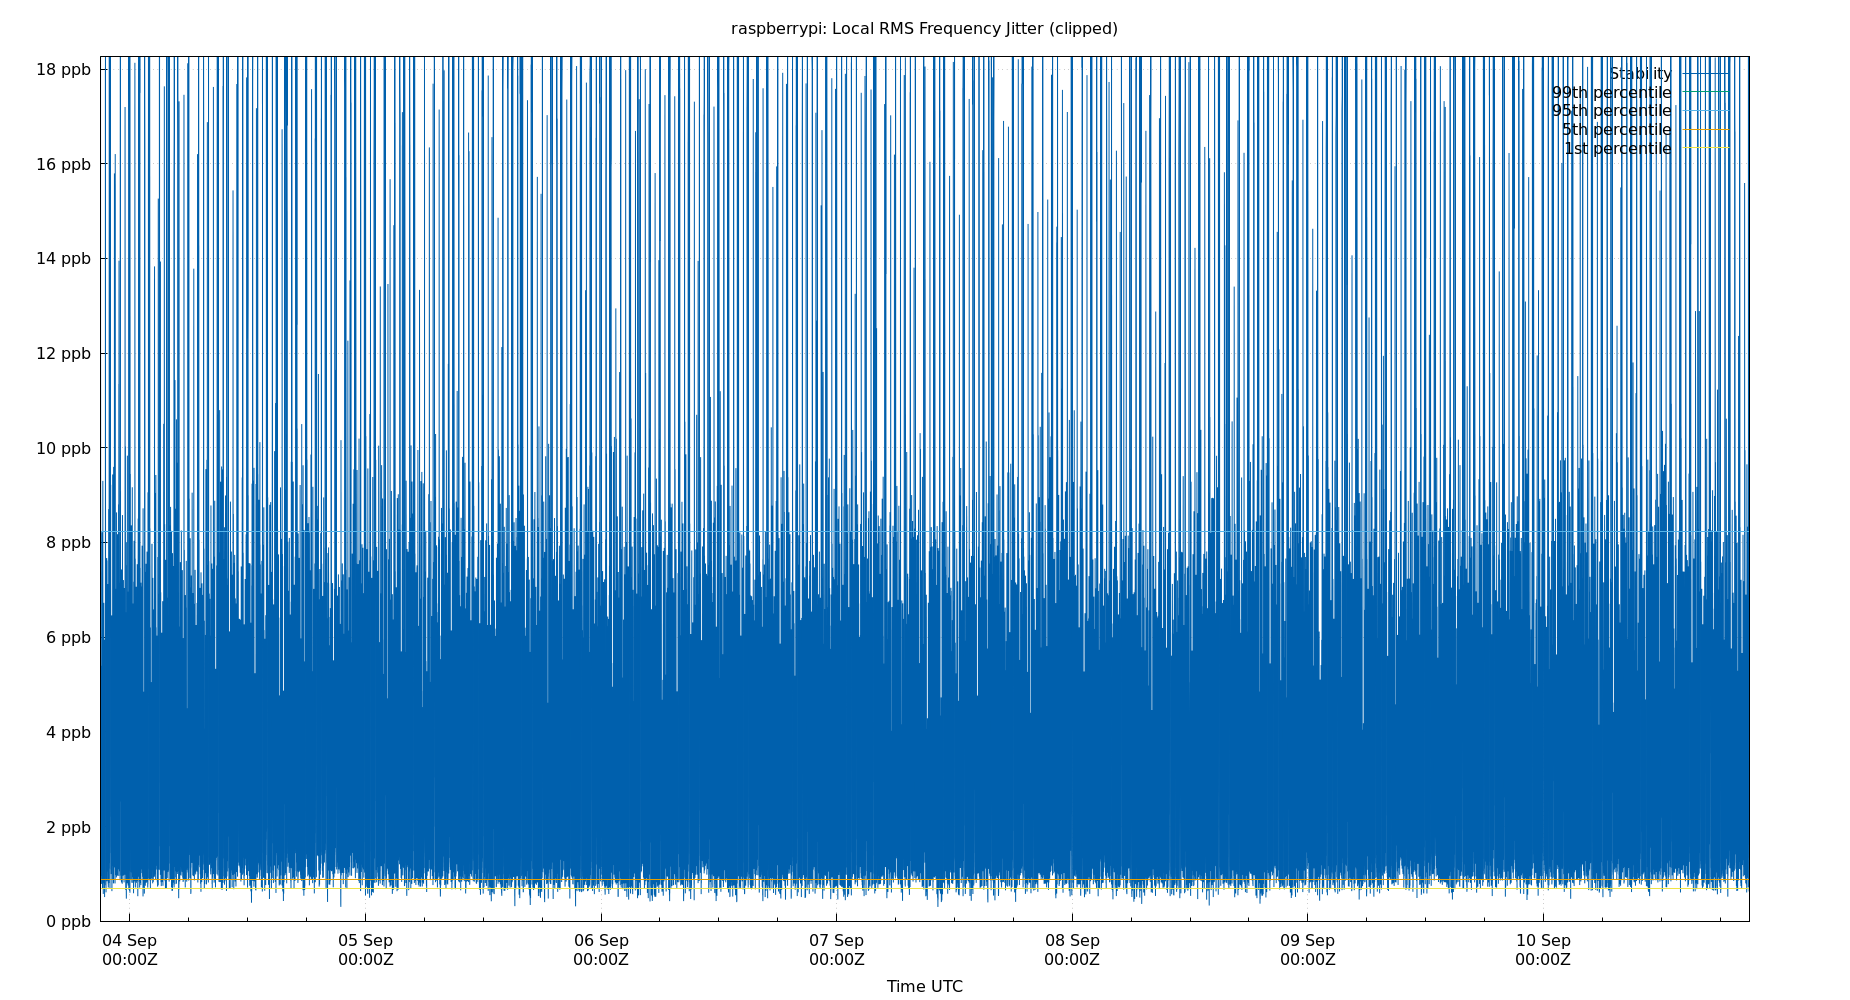 raspberrypi: Local RMS Frequency Jitter (clipped)
18 ppb
16 ppb
14 ppb
12 ppb
10 ppb
8 ppb
6 ppb
4 ppb
2 ppb
0 ppb
Stability
99th percentile
95th percentile
5th percentile
1st percentile
04 Sep
00:00Z
05 Sep
00:00Z
06 Sep
00:00Z
07 Sep
00:00Z
08 Sep
00:00Z
09 Sep
00:00Z
10 Sep
00:00Z
Time UTC